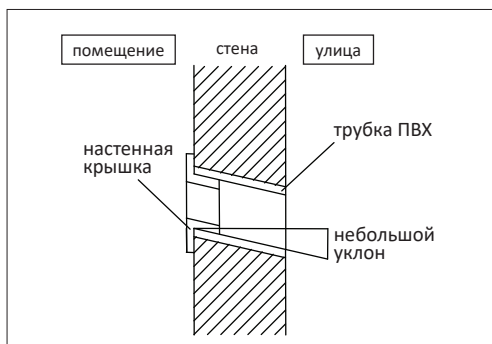 помещение
стена
улица
трубка ПВХ
настенная
крышка
небольшой
уклон